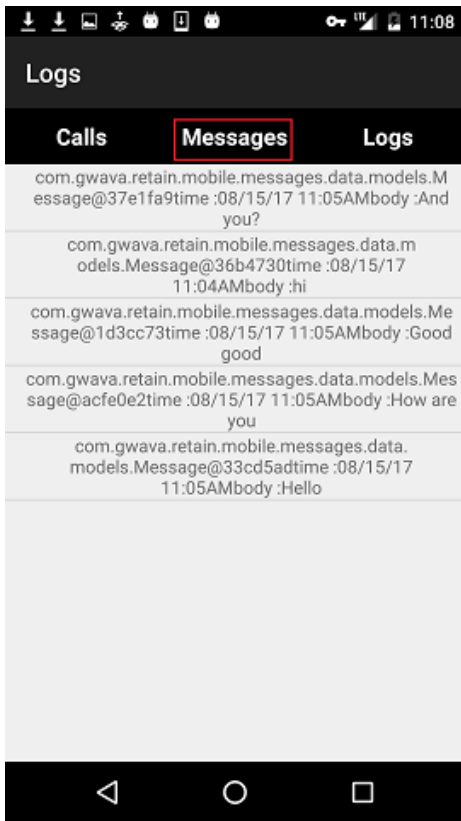 11:08
Logs
Calls Messages Logs
com.gwava.retain.mobile.messages.data.models.M
essage@37e1fa9time :08/15/17 11:05AMbody :And
you?
com.gwava.retain.mobile.messages.data.m
odels.Message@36b4730time :08/15/17
11:04AMbody :hi
com.gwava.retain.mobile.messages.data.models.Me
ssage@1d3cc73time :08/15/17 11:05AMbody :Good
good
com.gwava.retain.mobile.messages.data.models.Mes
sage@acfe0e2time :08/15/17 11:05AMbody :How are
you
com.gwava.retain.mobile.messages.data.
models.Message@33cd5adtime :08/15/17
11:05AMbody :Hello